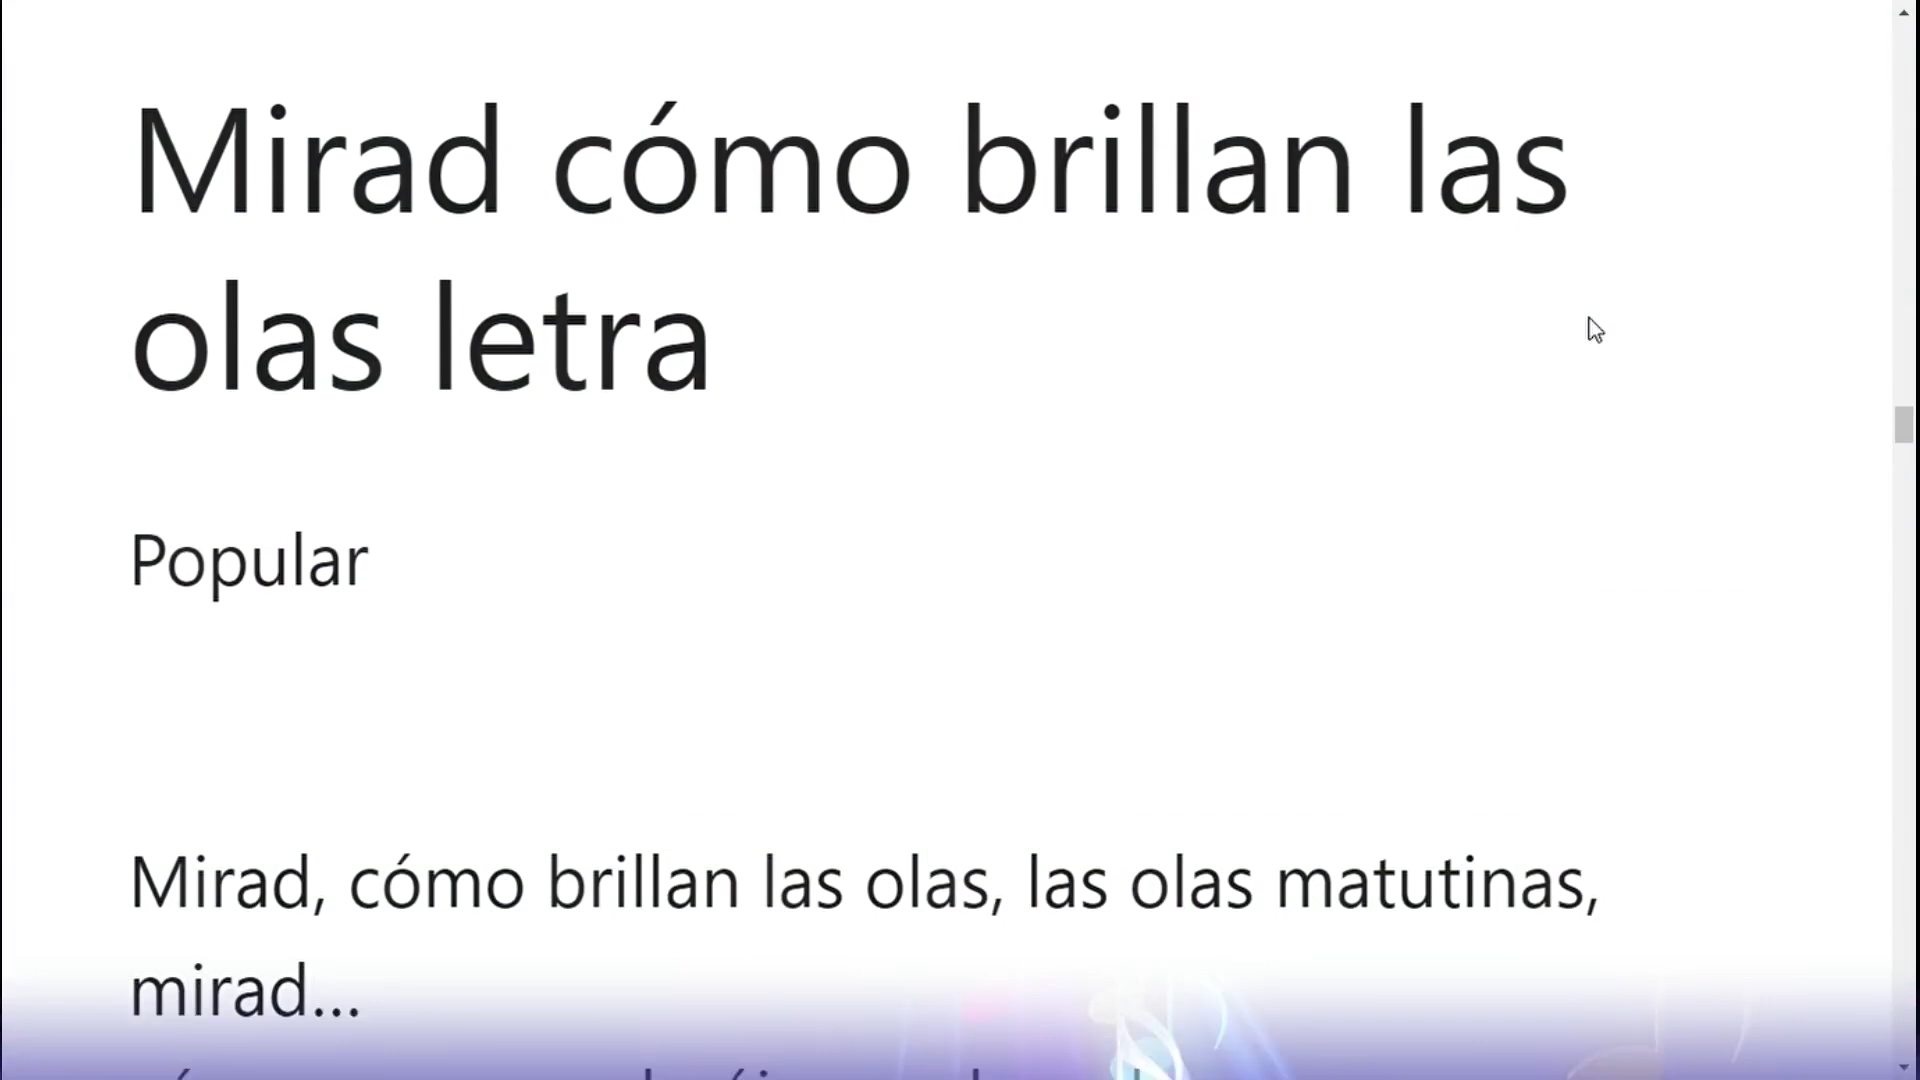 Mirad cómo brillan las
olas letra
Popular
Mirad, cómo brillan las olas, las olas matutinas,
mirad...